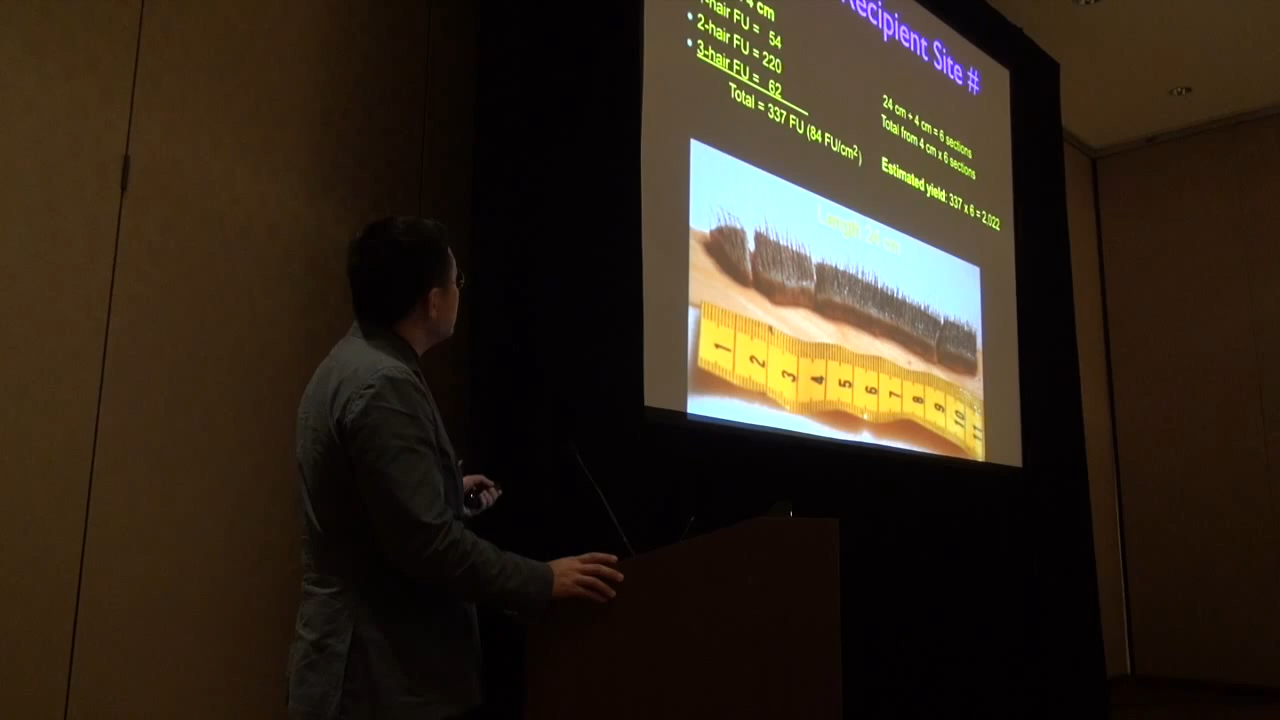 Recipient Site #
4 cm
1-hair FU = 54
• 2-hair FU = 220
• 3-hair FU = 62
Total = 337 FU (84 FU/cm2)
24 cm ÷ 4 cm = 6 sections
Total from 4 cm x 6 sections
Estimated yield: 337 x 6 = 2,022
Length 24 cm
1 2 3 4 5 6 7 8 9 10 11